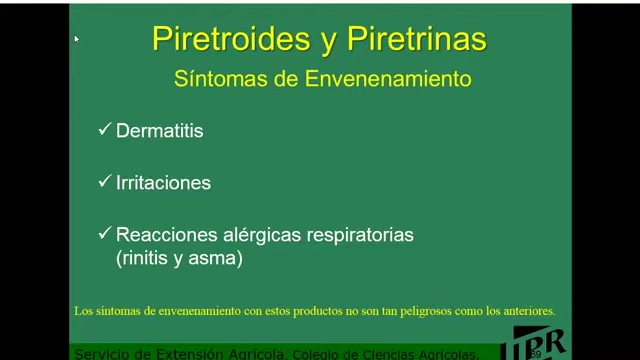 Piretroides y Piretrinas
Síntomas de Envenenamiento
✓ Dermatitis
✓ Irritaciones
✓ Reacciones alérgicas respiratorias
(rinitis y asma)
Los síntomas de envenenamiento con estos productos no son tan peligrosos como los anteriores.
UPR
69
Servicio de Extensión Agrícola, Colegio de Ciencias Agrícolas,